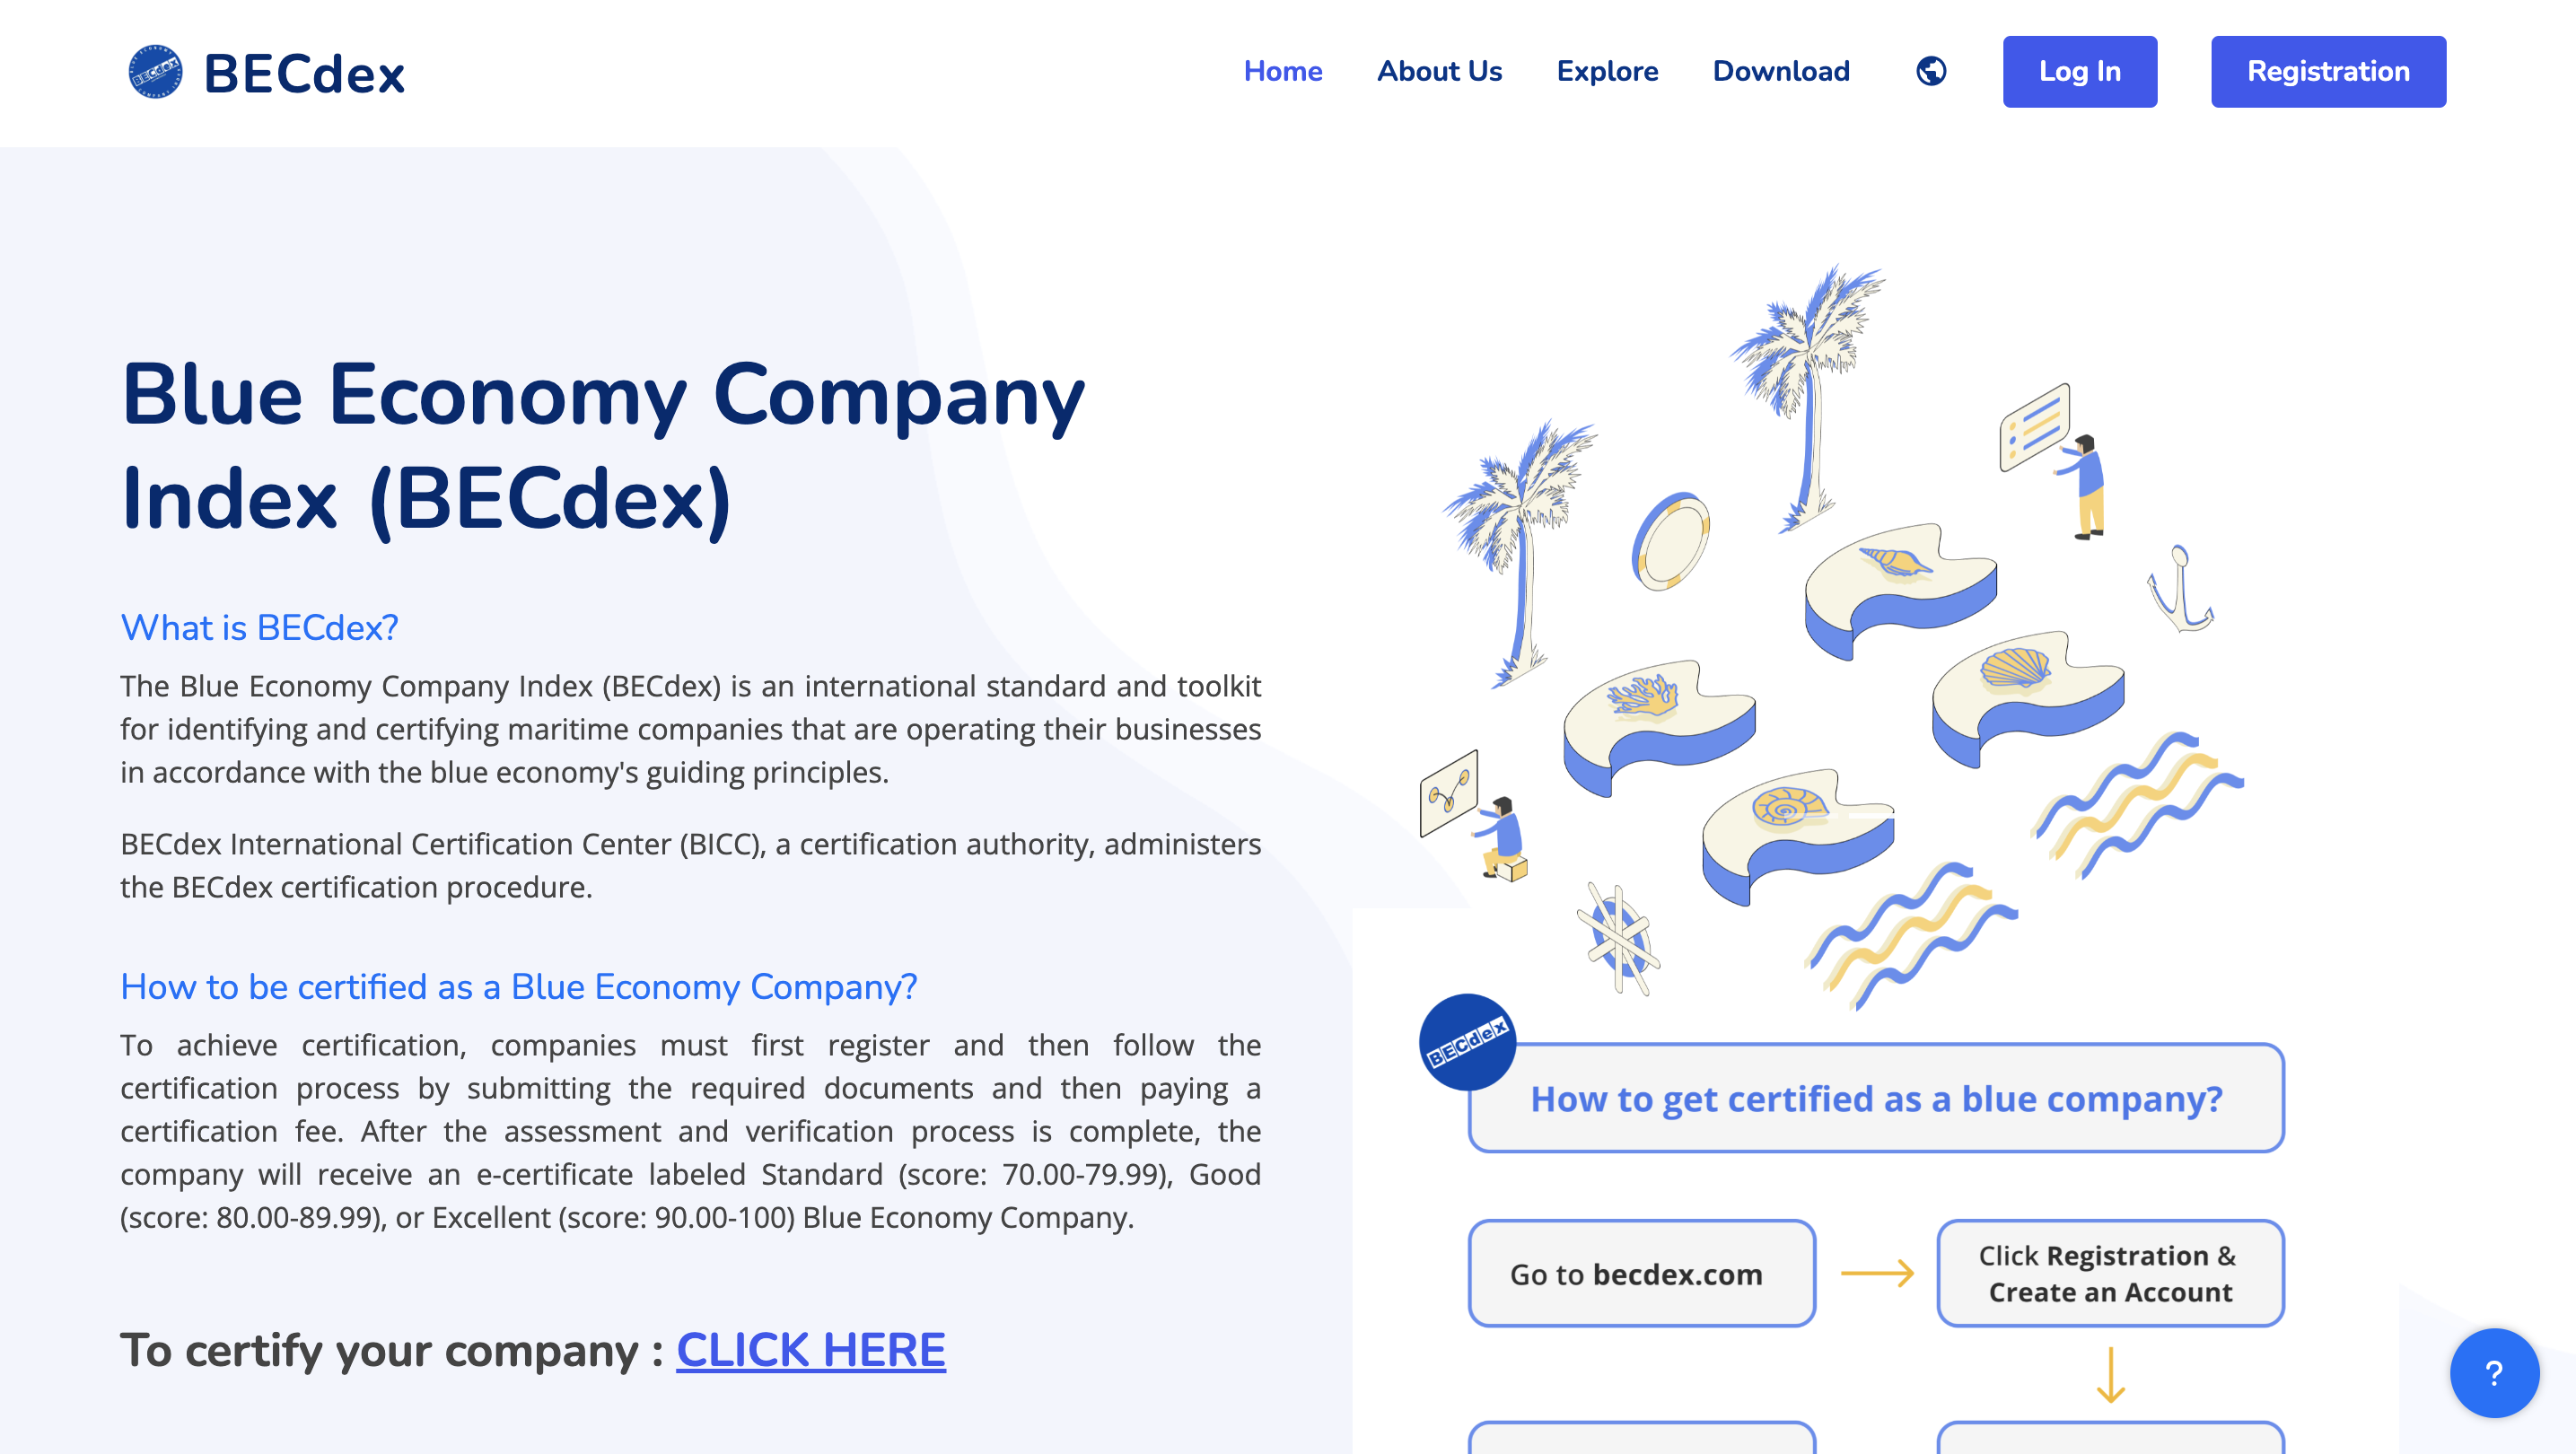 BECdex
Home
About Us
Explore
Download
Log In
Registration
Blue Economy Company
Index (BECdex)
What is BECdex?
The Blue Economy Company Index (BECdex) is an international standard and toolkit
for identifying and certifying maritime companies that are operating their businesses
in accordance with the blue economy's guiding principles.
BECdex International Certification Center (BICC), a certification authority, administers
the BECdex certification procedure.
How to be certified as a Blue Economy Company?
To achieve certification, companies must first register and then follow the
certification process by submitting the required documents and then paying a
certification fee. After the assessment and verification process is complete, the
company will receive an e-certificate labeled Standard (score: 70.00-79.99), Good
(score: 80.00-89.99), or Excellent (score: 90.00-100) Blue Economy Company.
To certify your company : CLICK HERE
BECdex
How to get certified as a blue company?
Go to becdex.com
Click Registration &
Create an Account
?